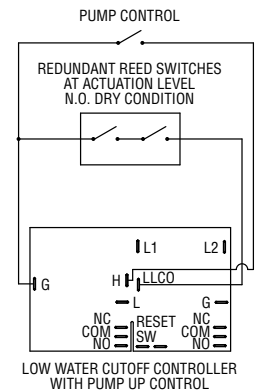 PUMP CONTROL
REDUNDANT REED SWITCHES
AT ACTUATION LEVEL
N.O. DRY CONDITION
L1
L2
G
H
LLCO
L
G
NC
COM
NO
RESET
SW
NC
COM
NO
LOW WATER CUTOFF CONTROLLER
WITH PUMP UP CONTROL